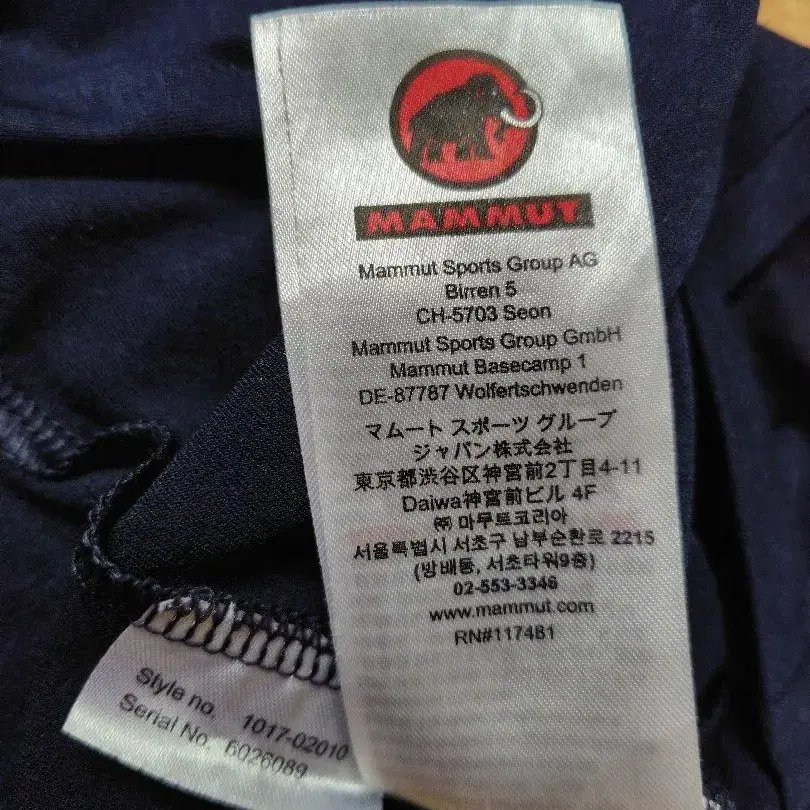 MAMMUT
Mammut Sports Group AG
Birren 5
CH-5703 Seon
Mammut Sports Group GmbH
Mammut Basecamp 1
DE-87787 Wolfertschwenden
マムート スポーツ グループ
ジャパン株式会社
東京都渋谷区神宮前2丁目4-11
Daiwa神宮前ビル 4F
㈜ 마무트코리아
서울특별시 서초구 남부순환로 2215
(방배동, 서초타워9층)
02-553-3346
www.mammut.com
RN#117481
Style no. 1017-02010
Serial No. 6026089